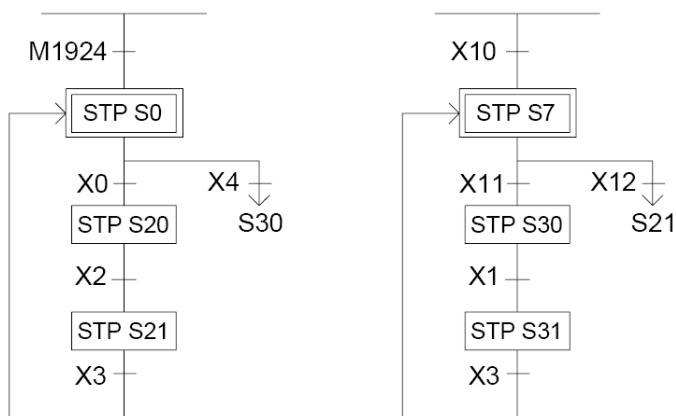 M1924
STP S0
X0
X4
STP S20
S30
X2
STP S21
X3
X10
STP S7
X11
X12
STP S30
S21
X1
STP S31
X3